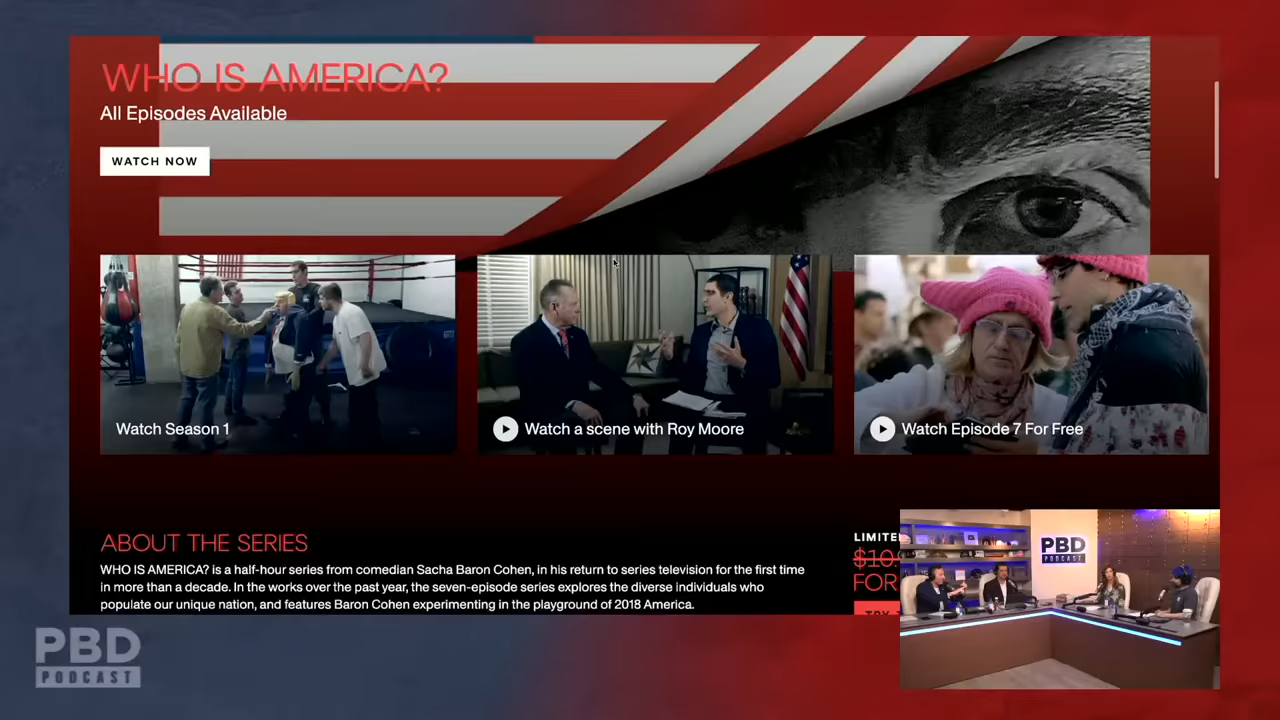 WHO IS AMERICA?
All Episodes Available
WATCH NOW
Watch Season 1
Watch a scene with Roy Moore
Watch Episode 7 For Free
ABOUT THE SERIES
WHO IS AMERICA? is a half-hour series from comedian Sacha Baron Cohen, in his return to series television for the first time
in more than a decade. In the works over the past year, the seven-episode series explores the diverse individuals who
populate our unique nation, and features Baron Cohen experimenting in the playground of 2018 America.
LIMITE
$10.
FOR
TRY
PBD
PODCAST
PBD
PODCAST